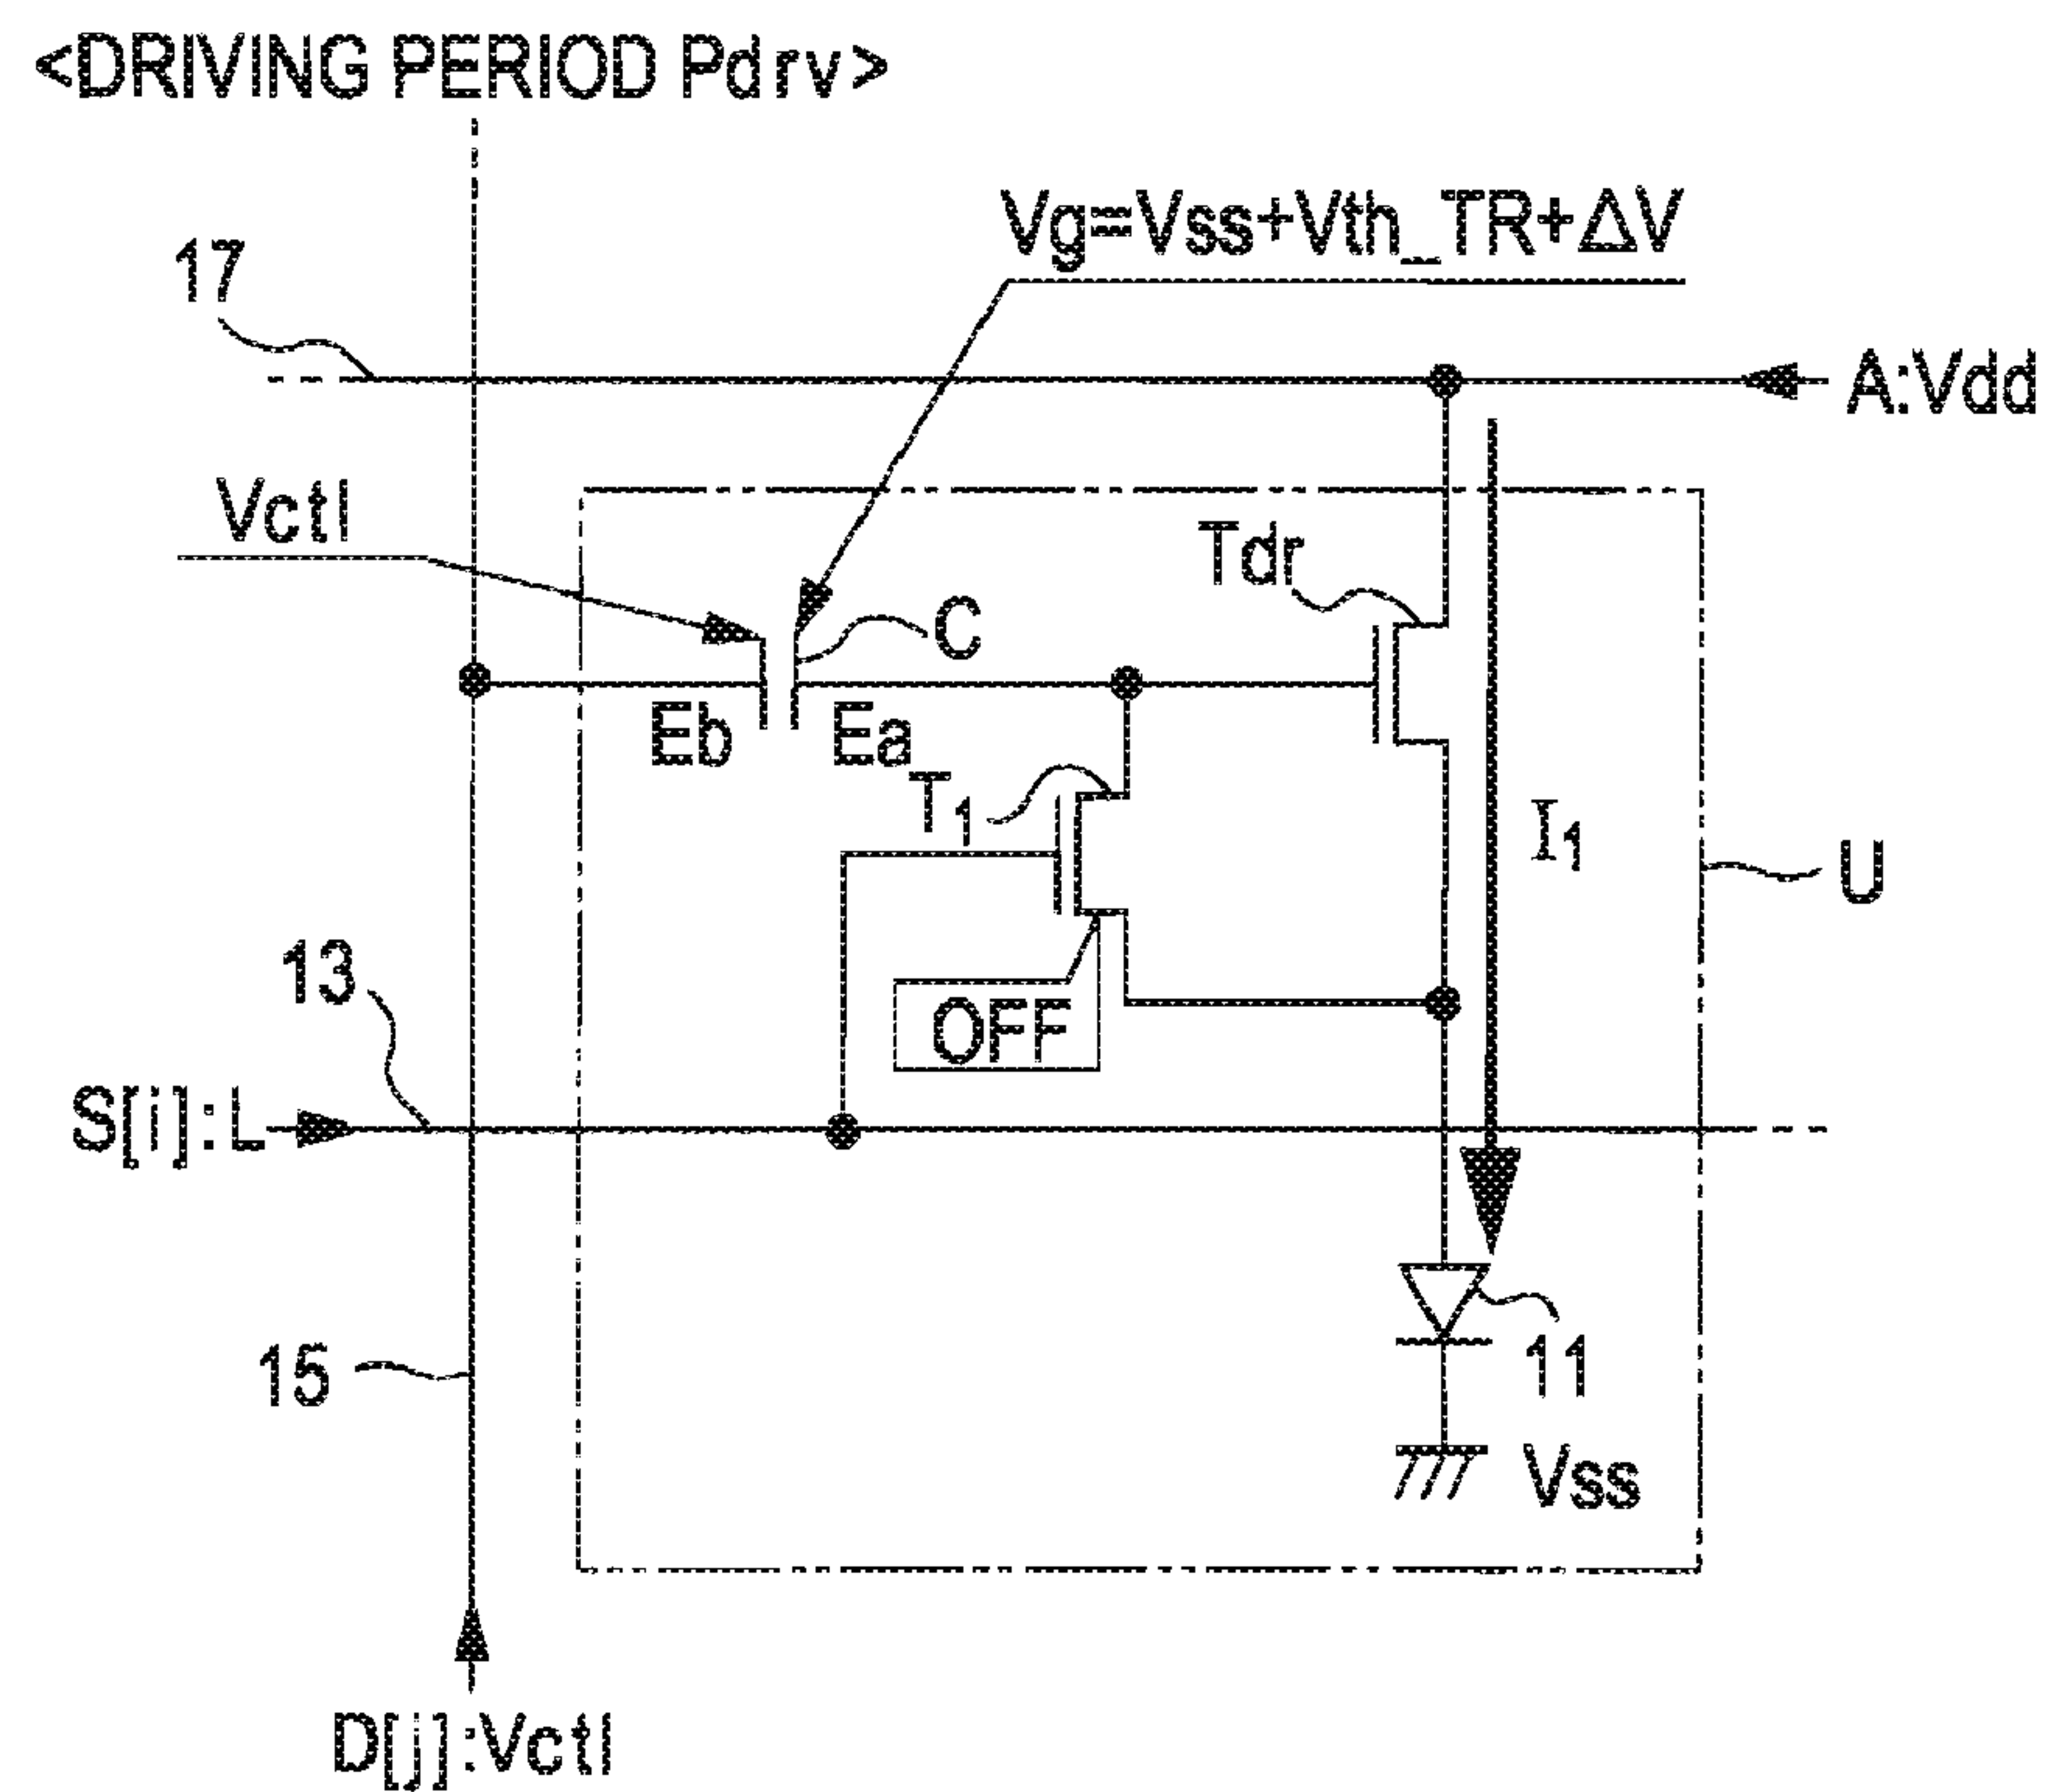 <DRIVING PERIOD Pdrv>
Vg=Vss+Vth_TR+ΔV
17
A:Vdd
Vctl
Tdr
C
Eb
Ea
T1
I1
U
13
OFF
S[i]:L
11
15
Vss
D[j]:Vctl